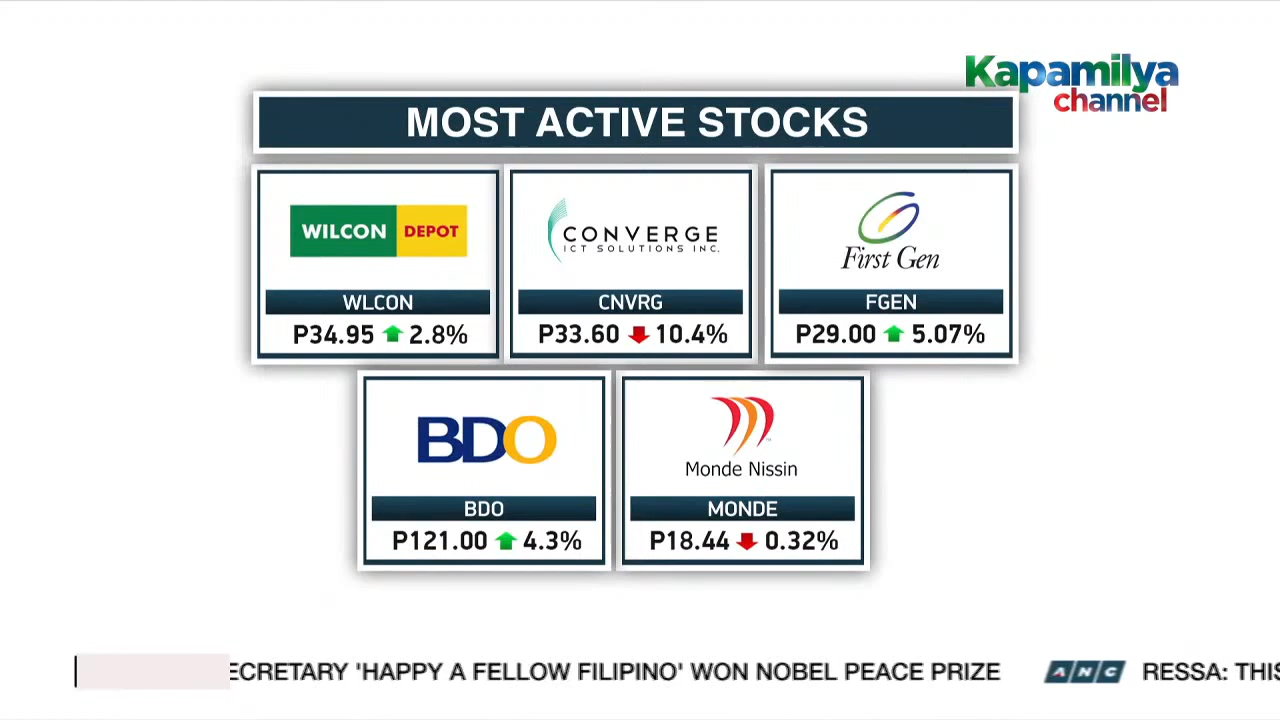 Kapamilya
channel
MOST ACTIVE STOCKS
WILCON DEPOT
WLCON
P34.95 2.8%
CONVERGE
ICT SOLUTIONS INC.
CNVRG
P33.60 10.4%
First Gen
FGEN
P29.00 5.07%
BDO
BDO
P121.00 4.3%
Monde Nissin
MONDE
P18.44 0.32%
'HAPPY A FELLOW FILIPINO' WON NOBEL PEACE PRIZE ANC RESSA: